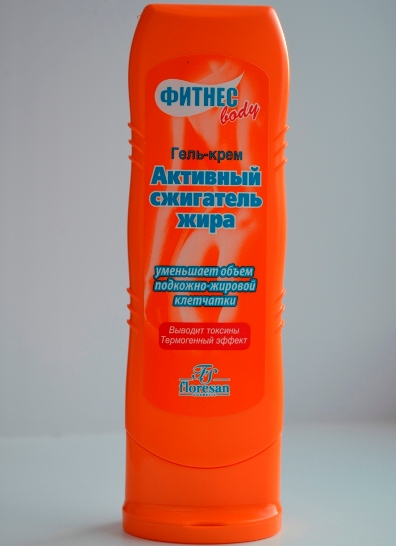 ФИТНЕС
body
Гель-крем
Активный
сжигатель
жира
уменьшает объем
подкожно-жировой
клетчатки
Выводит токсины
Термогенный эффект
floresan